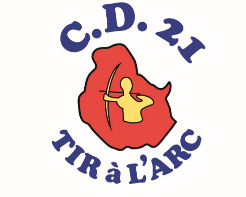 C.D. 21
TIR à L'ARC